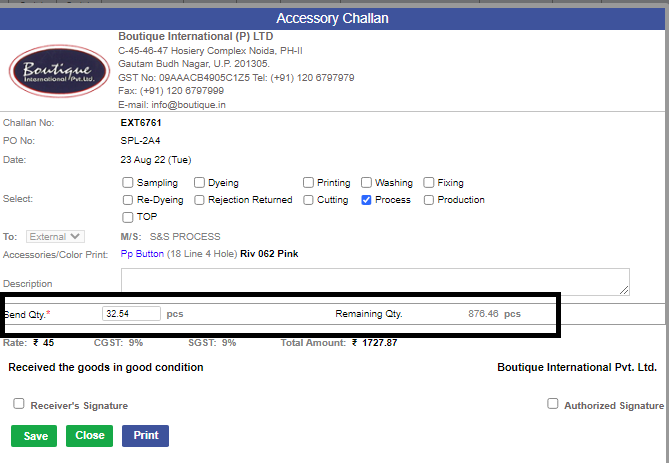 Accessory Challan
Boutique
International Pvt.Ltd.
Boutique International (P) LTD
C-45-46-47 Hosiery Complex Noida, PH-II
Gautam Budh Nagar, U.P. 201305.
GST No: 09AAACB4905C1Z5 Tel: (+91) 120 6797979
Fax: (+91) 120 6797999
E-mail: info@boutique.in
Challan No: EXT6761
PO No: SPL-2A4
Date: 23 Aug 22 (Tue)
Select:
Sampling Dyeing Printing Washing Fixing
Re-Dyeing Rejection Returned Cutting Process Production
TOP
To: External M/S: S&S PROCESS
Accessories/Color Print: Pp Button (18 Line 4 Hole) Riv 062 Pink
Description
Send Qty.* 32.54 pcs Remaining Qty. 876.46 pcs
Rate: ₹ 45 CGST: 9% SGST: 9% Total Amount: ₹ 1727.87
Received the goods in good condition Boutique International Pvt. Ltd.
Receiver's Signature Authorized Signature
Save Close Print